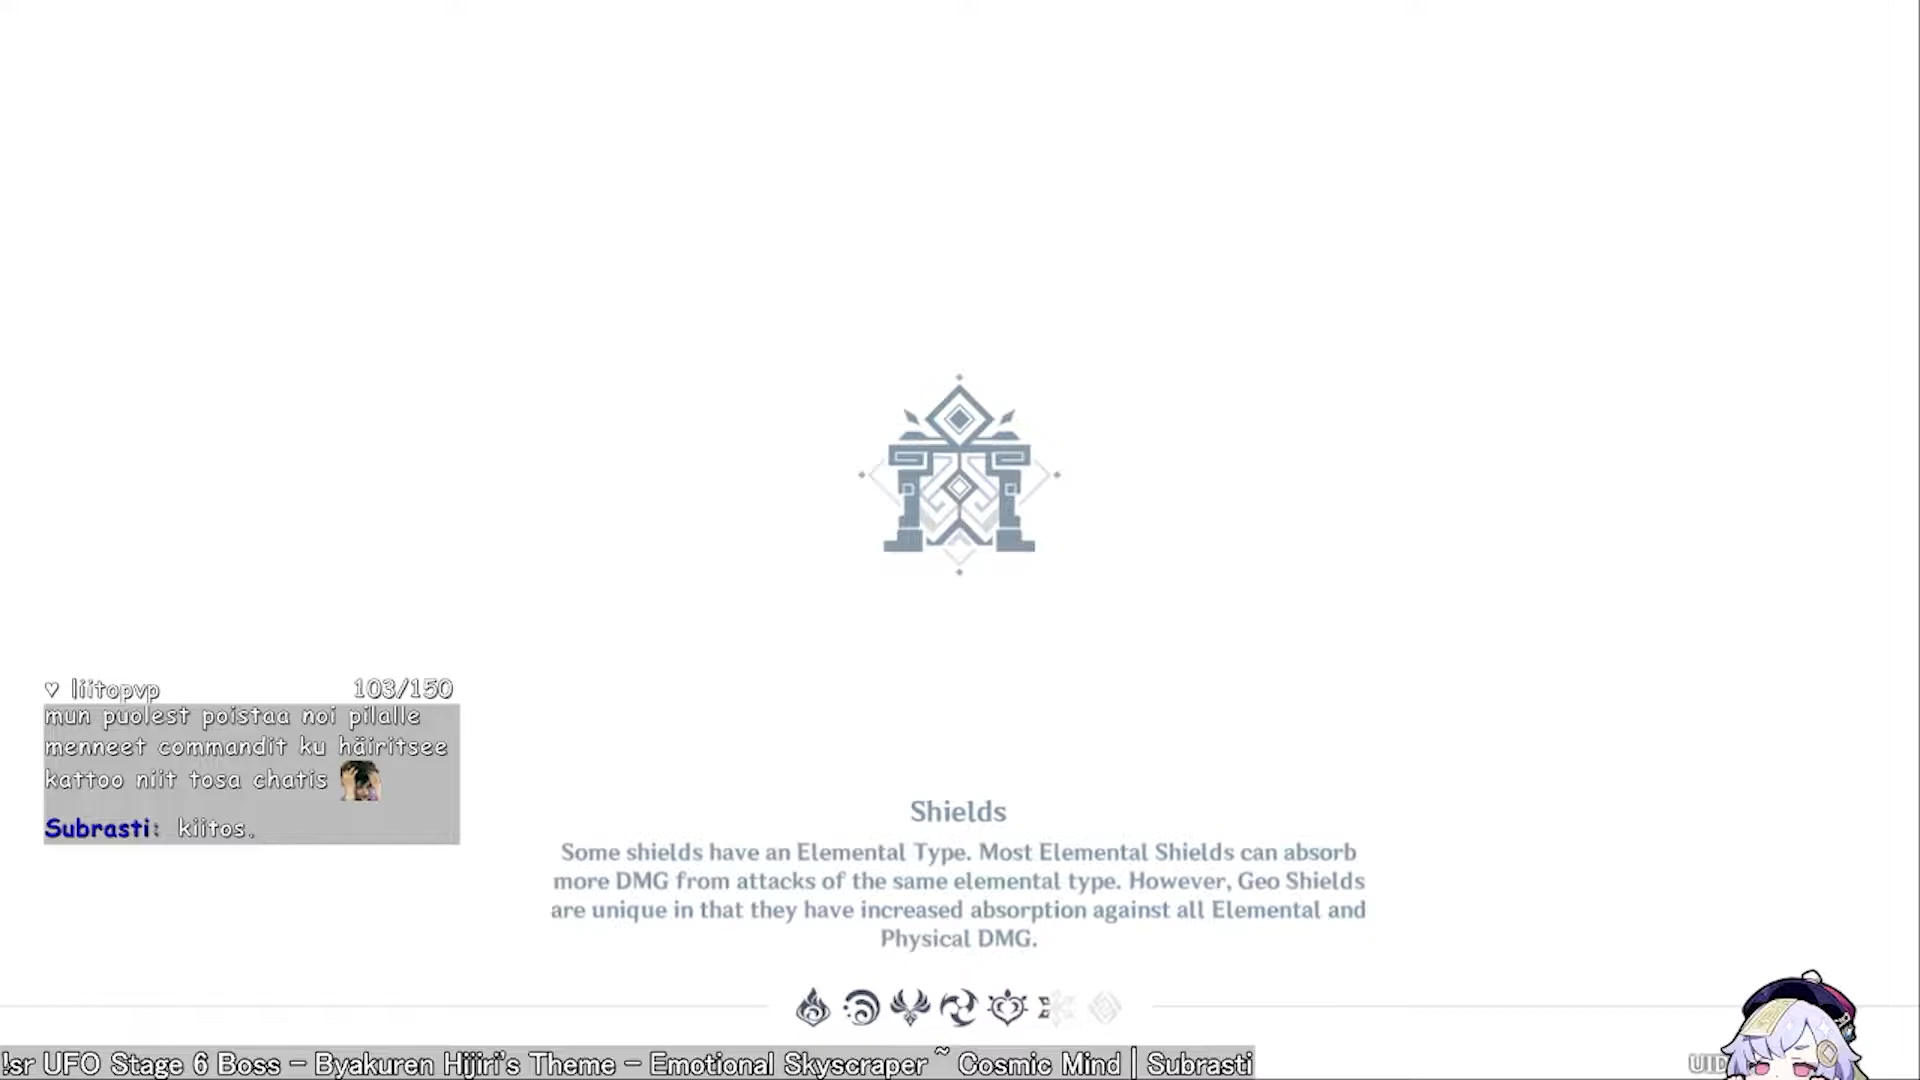 ♡ liitopvp 103/150
mun puolest poistaa noi pilalle
menneet commandit ku häiritsee
kattoo niit tosa chatis
Subrasti: kiitos.
Shields
Some shields have an Elemental Type. Most Elemental Shields can absorb
more DMG from attacks of the same elemental type. However, Geo Shields
are unique in that they have increased absorption against all Elemental and
Physical DMG.
!sr UFO Stage 6 Boss - Byakuren Hijiri's Theme - Emotional Skyscraper ~ Cosmic Mind | Subrasti
UID